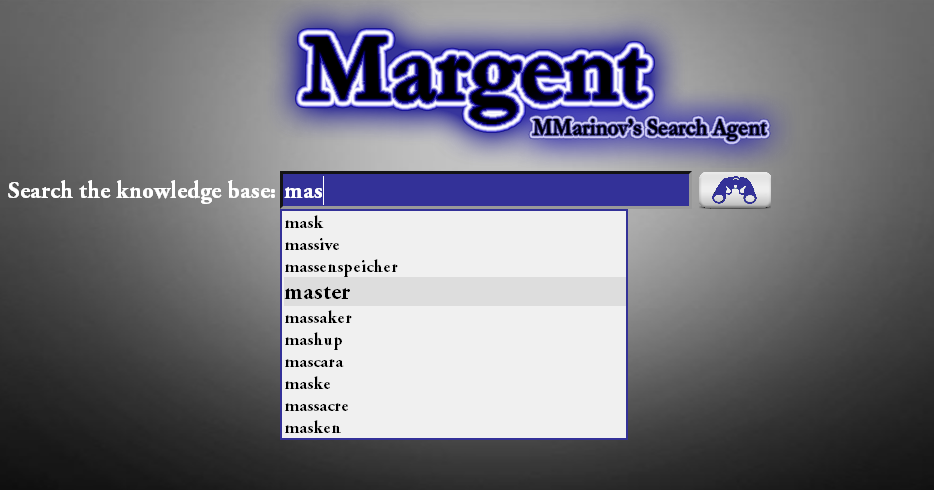 Margent
MMarinov's Search Agent
Search the knowledge base: mas
mask
massive
massenspeicher
master
massaker
mashup
mascara
maske
massacre
masken